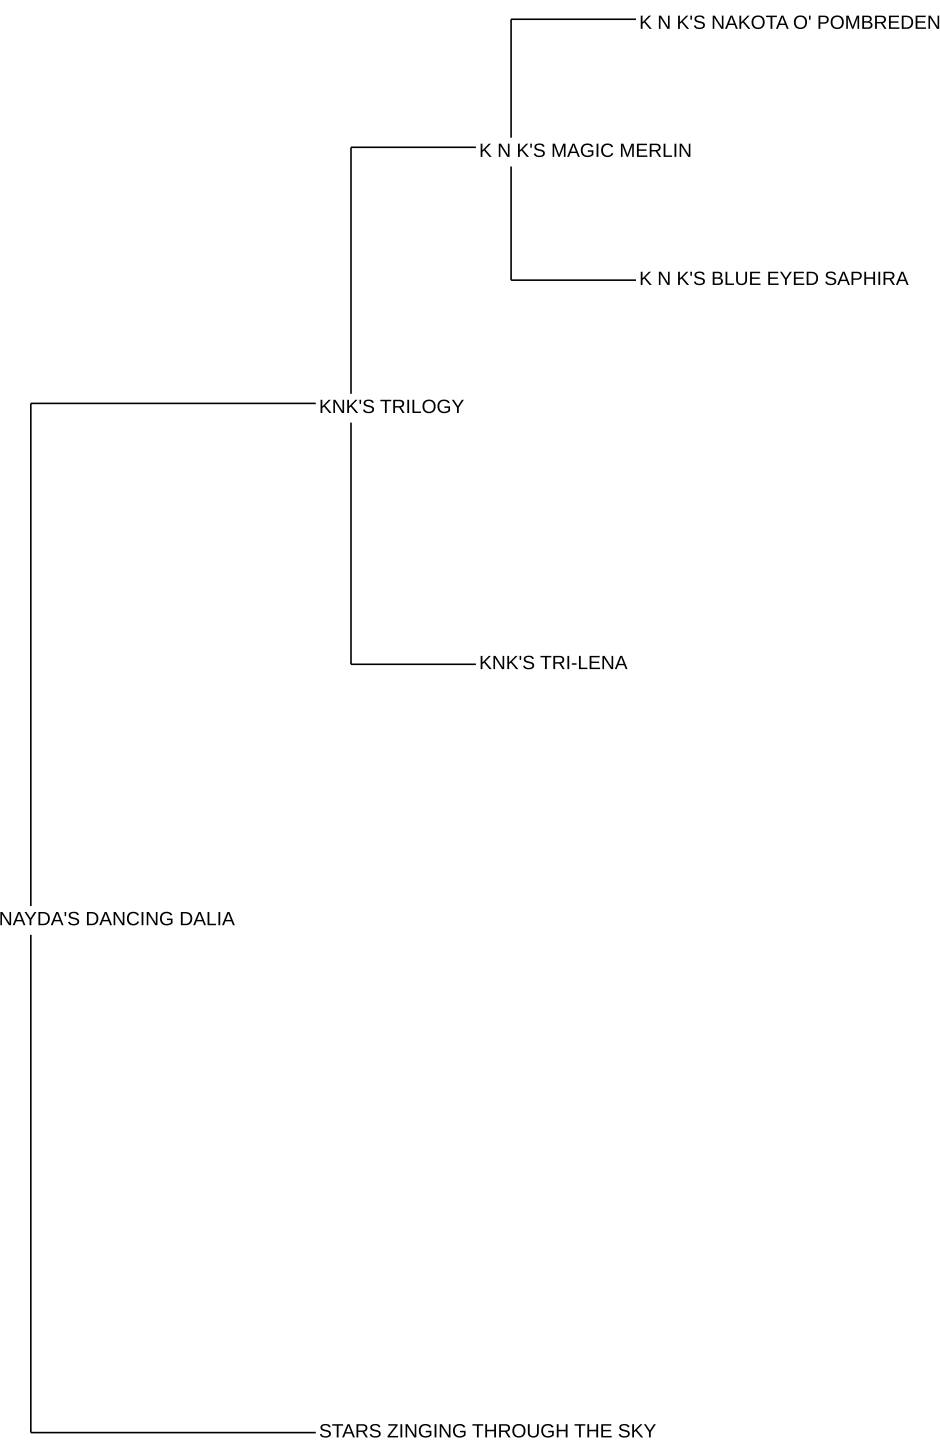 K N K'S NAKOTA O' POMBREDEN
K N K'S MAGIC MERLIN
K N K'S BLUE EYED SAPHIRA
KNK'S TRILOGY
KNK'S TRI-LENA
NAYDA'S DANCING DALIA
STARS ZINGING THROUGH THE SKY